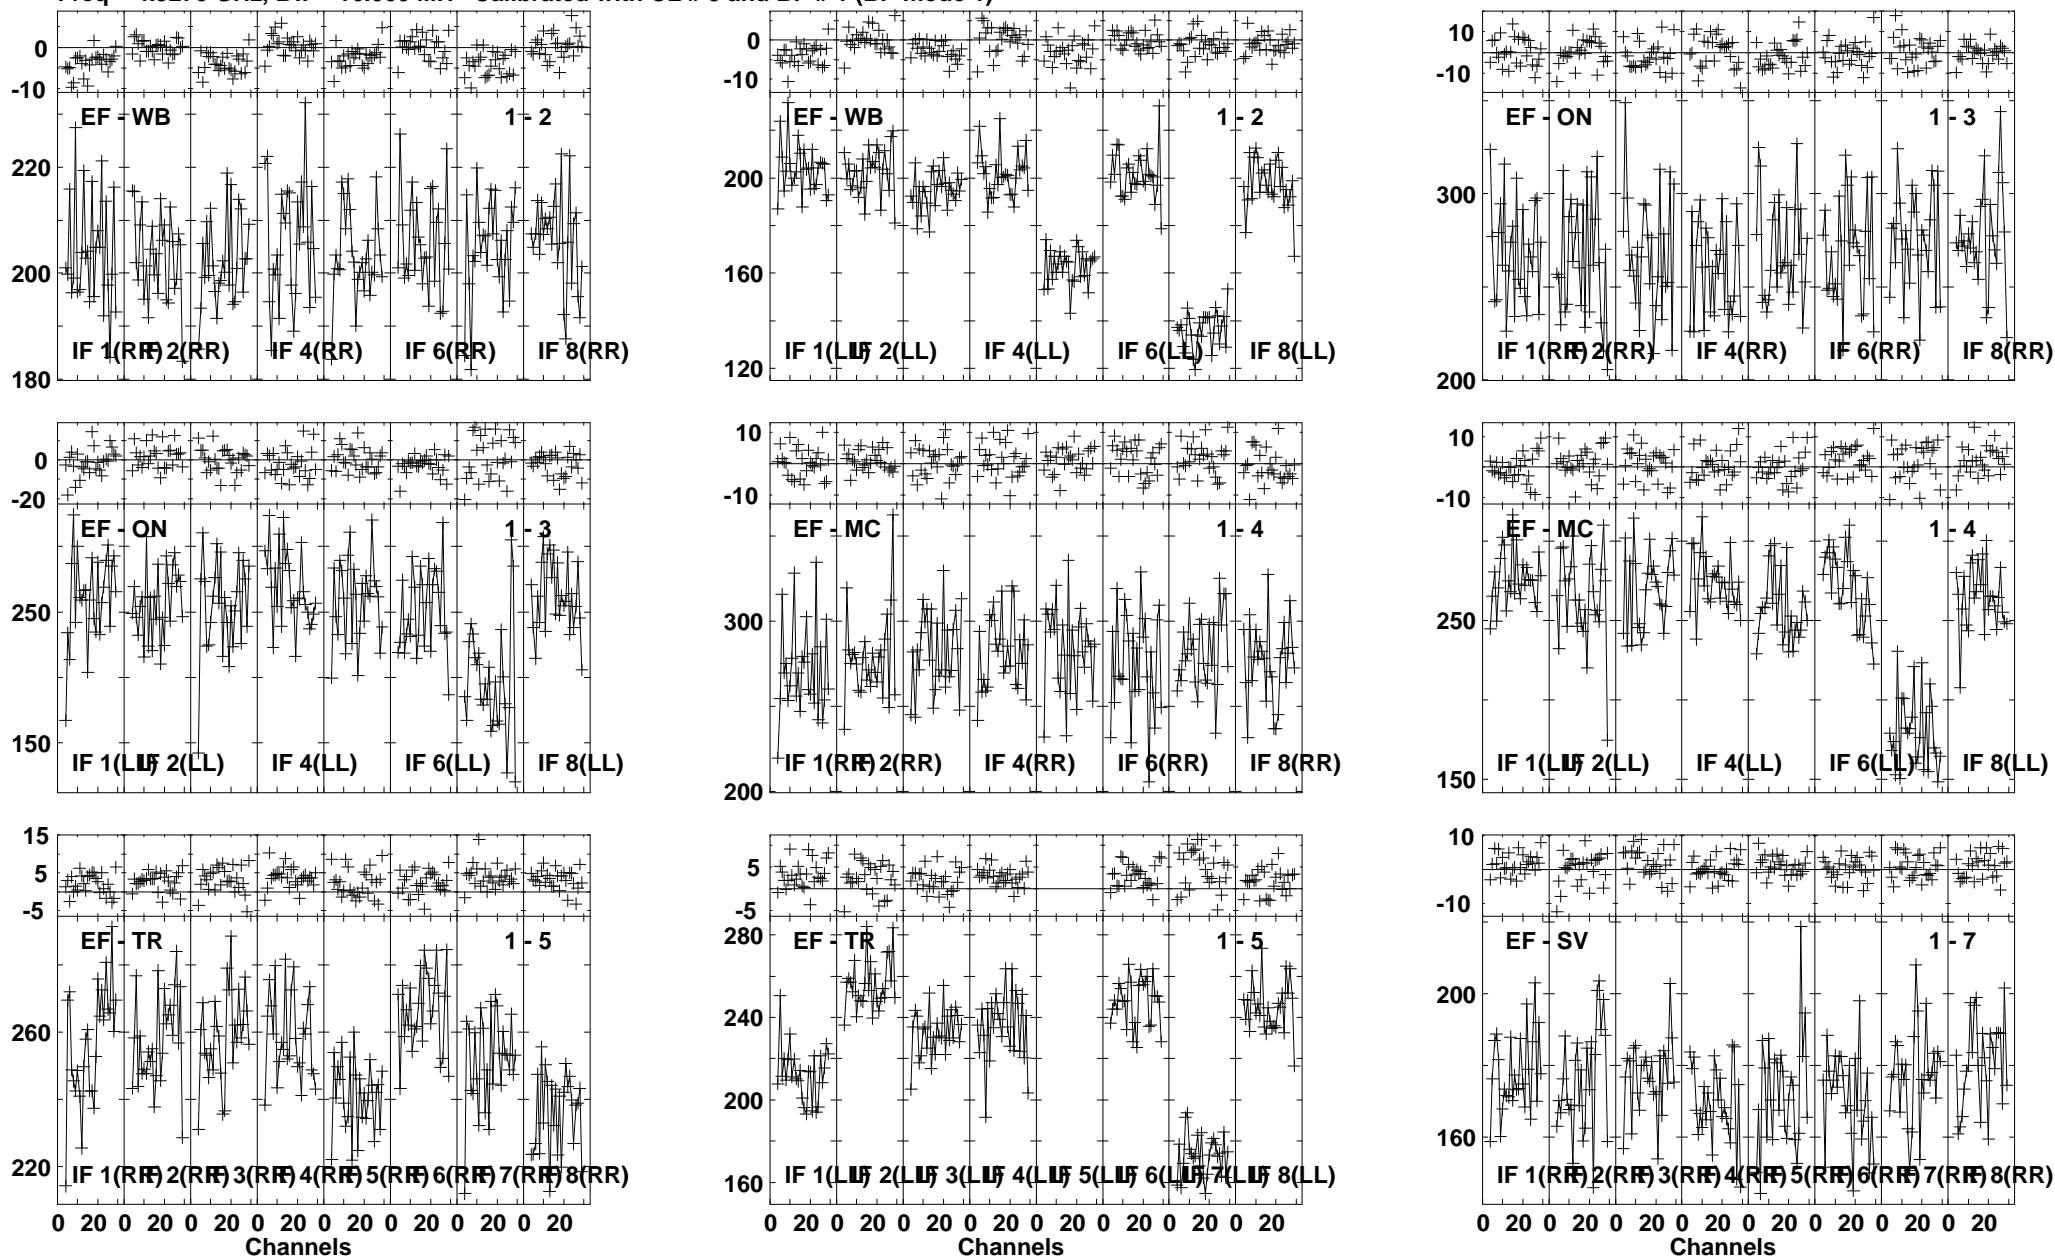 0
-10
EF - WB
1 - 2
220
200
180
IF 1(RR)
IF 2(RR)
IF 4(RR)
IF 6(RR)
IF 8(RR)
0
-10
EF - WB
1 - 2
200
160
120
IF 1(LL)
IF 2(LL)
IF 4(LL)
IF 6(LL)
IF 8(LL)
10
-10
EF - ON
1 - 3
300
200
IF 1(RR)
IF 2(RR)
IF 4(RR)
IF 6(RR)
IF 8(RR)
0
-20
EF - ON
1 - 3
250
150
IF 1(LL)
IF 2(LL)
IF 4(LL)
IF 6(LL)
IF 8(LL)
10
-10
EF - MC
1 - 4
300
200
IF 1(RR)
IF 2(RR)
IF 4(RR)
IF 6(RR)
IF 8(RR)
10
-10
EF - MC
1 - 4
250
150
IF 1(LL)
IF 2(LL)
IF 4(LL)
IF 6(LL)
IF 8(LL)
15
5
-5
EF - TR
1 - 5
260
220
IF 1(RR)
IF 2(RR)
IF 3(RR)
IF 4(RR)
IF 5(RR)
IF 6(RR)
IF 7(RR)
IF 8(RR)
0 20 0 20 0 20 0 20 0 20 0 20 0 20 0 20
Channels
5
-5
EF - TR
1 - 5
280
240
200
160
IF 1(LL)
IF 2(LL)
IF 3(LL)
IF 4(LL)
IF 5(LL)
IF 6(LL)
IF 7(LL)
IF 8(LL)
0 20 0 20 0 20 0 20 0 20 0 20 0 20 0 20
Channels
10
0
-10
EF - SV
1 - 7
200
160
IF 1(RR)
IF 2(RR)
IF 3(RR)
IF 4(RR)
IF 5(RR)
IF 6(RR)
IF 7(RR)
IF 8(RR)
0 20 0 20 0 20 0 20 0 20 0 20 0 20 0 20
Channels